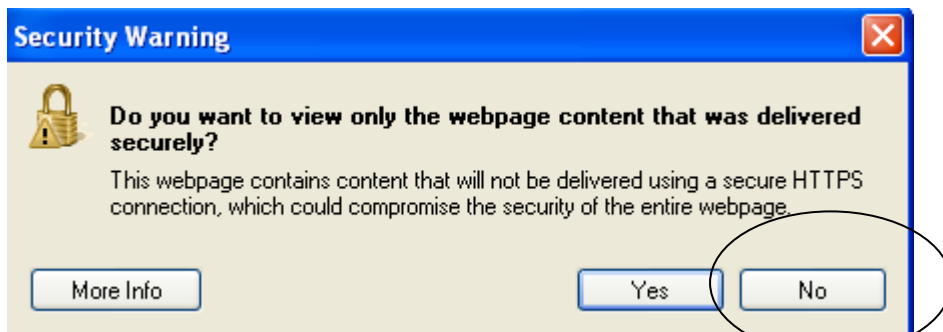 Security Warning
Do you want to view only the webpage content that was delivered
securely?
This webpage contains content that will not be delivered using a secure HTTPS
connection, which could compromise the security of the entire webpage.
More Info
Yes
No